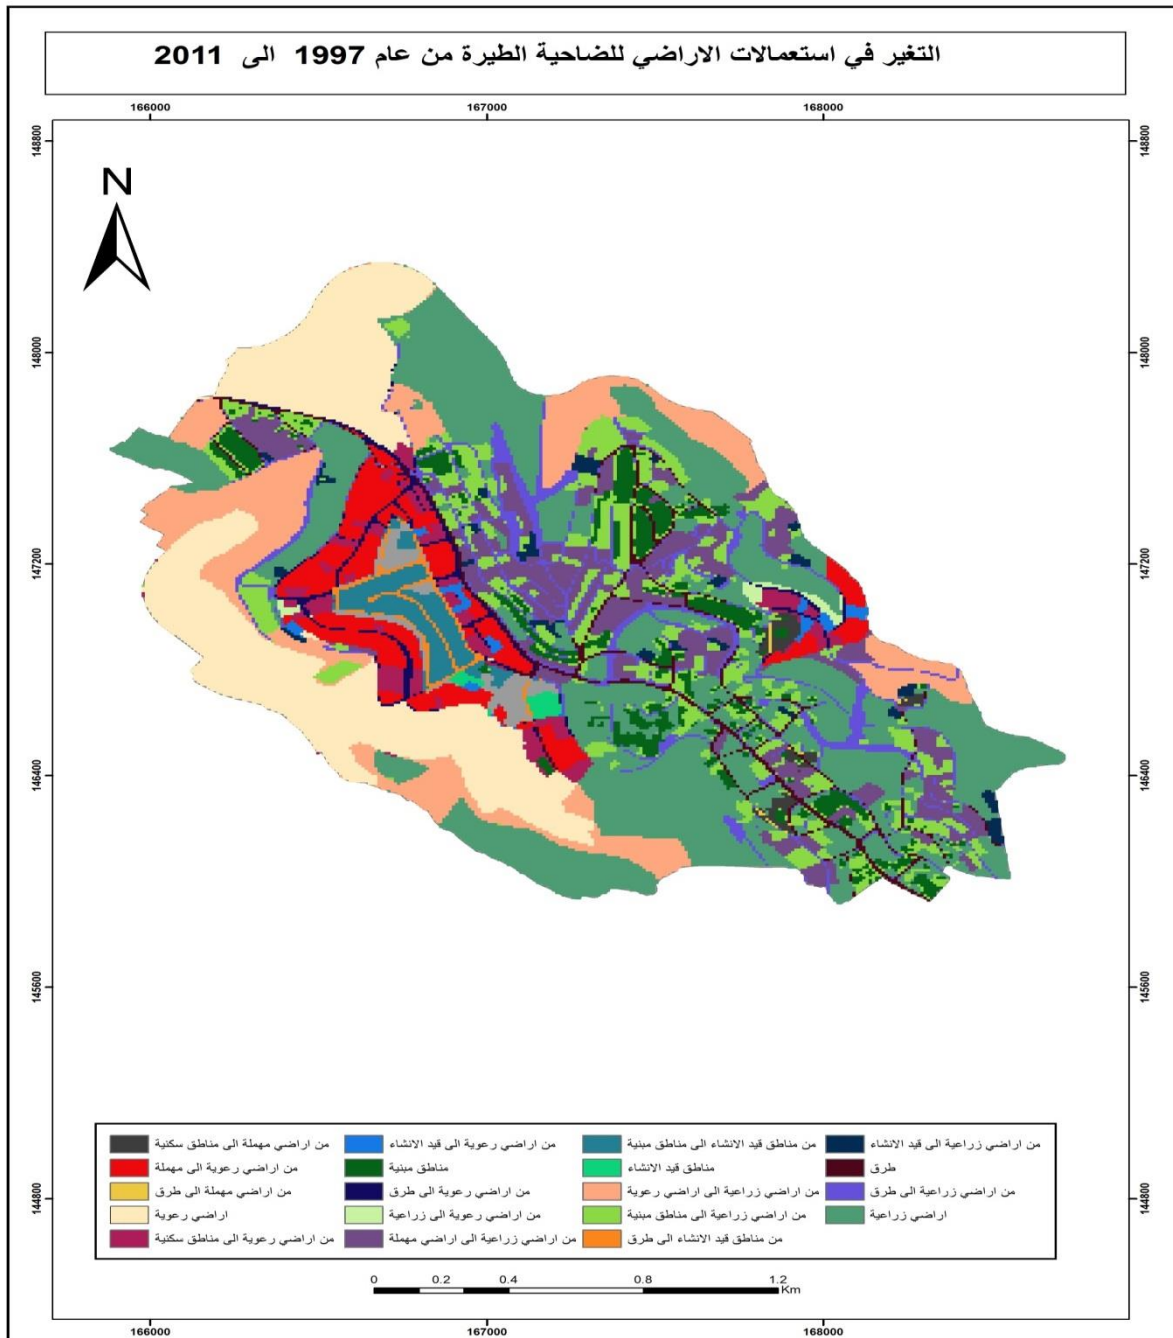 التغير في استعمالات الاراضي للضاحية الطيرة من عام 1997 الى 2011
166000 167000 168000
148800 148800
N
148000 148000
147200 147200
146400 146400
145600 145600
144800 144800
من اراضي مهملة الى مناطق سكنية من اراضي رعوية الى قيد الانشاء من مناطق قيد الانشاء الى مناطق مبنية من اراضي زراعية الى قيد الانشاء
من اراضي رعوية الى مهملة مناطق مبنية مناطق قيد الانشاء طرق
من اراضي مهملة الى طرق من اراضي رعوية الى طرق من اراضي زراعية الى اراضي رعوية من اراضي زراعية الى طرق
اراضي رعوية من اراضي رعوية الى زراعية من اراضي زراعية الى مناطق مبنية اراضي زراعية
من اراضي رعوية الى مناطق سكنية من اراضي زراعية الى اراضي مهملة من مناطق قيد الانشاء الى طرق
0 0.2 0.4 0.8 1.2
Km
166000 167000 168000